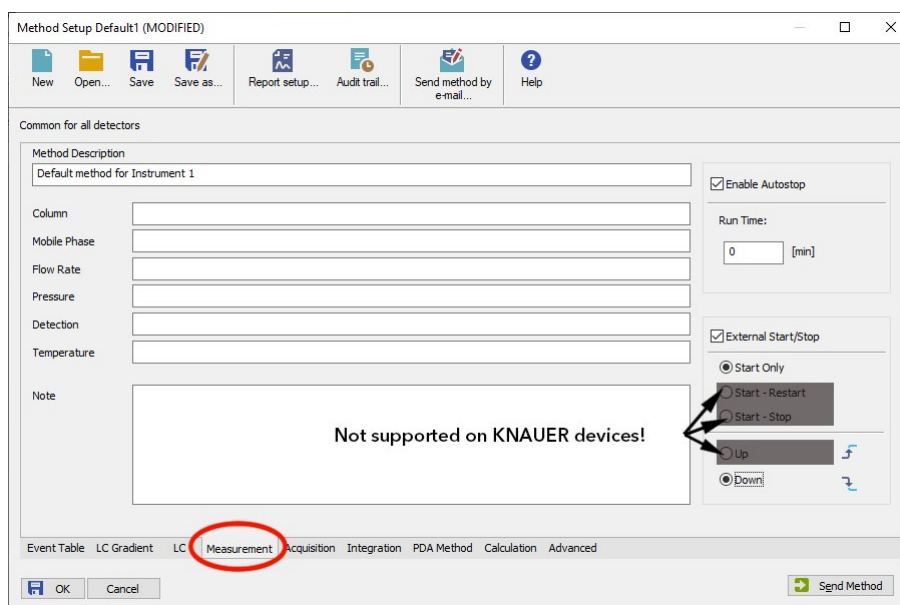 Method Setup Default1 (MODIFIED)
New Open... Save Save as... Report setup... Audit trail... Send method by e-mail... Help
Common for all detectors
Method Description
Default method for Instrument 1
Enable Autostop
Column
Run Time:
Mobile Phase
0 [min]
Flow Rate
Pressure
Detection
External Start/Stop
Temperature
Start Only
Note
Start - Restart
Start - Stop
Not supported on KNAUER devices!
Up
Down
Event Table LC Gradient LC Measurement Acquisition Integration PDA Method Calculation Advanced
OK Cancel Send Method